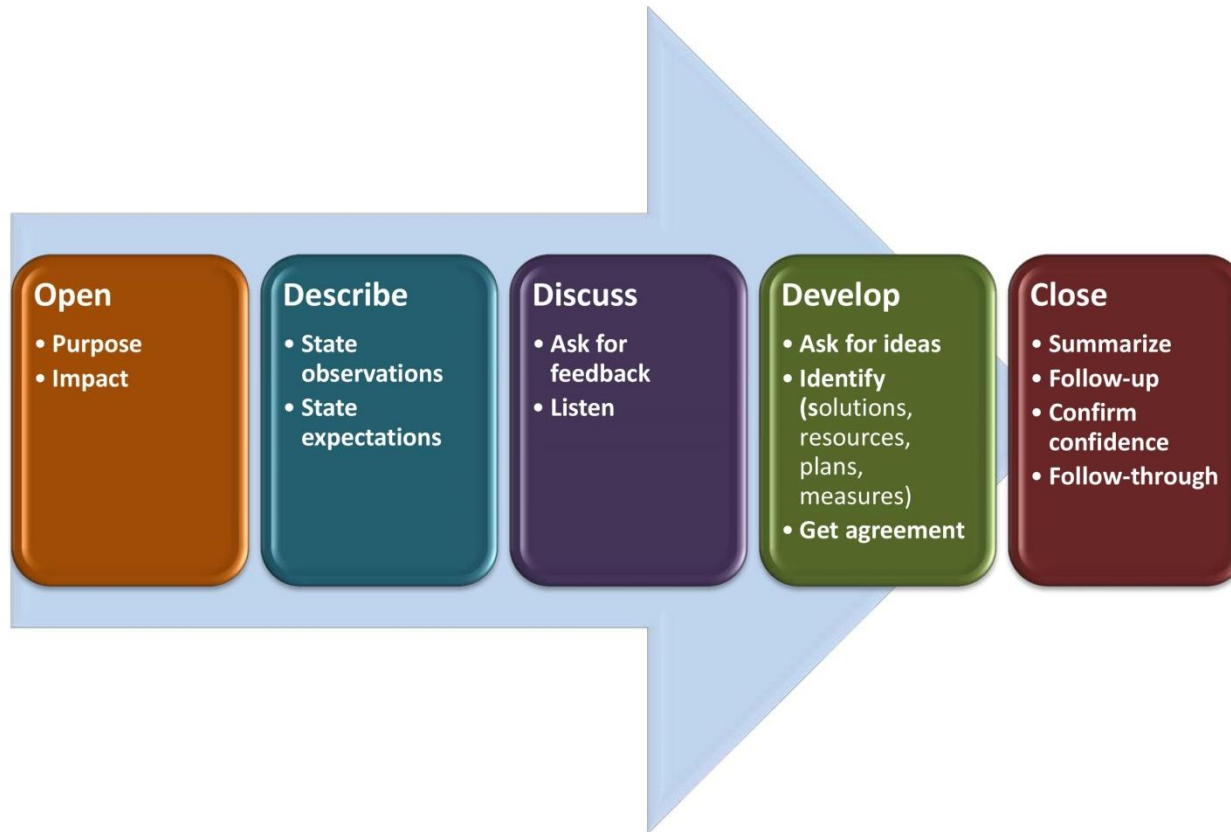 Open
• Purpose
• Impact
Describe
• State
observations
• State
expectations
Discuss
• Ask for
feedback
• Listen
Develop
• Ask for ideas
• Identify
(solutions,
resources,
plans,
measures)
• Get agreement
Close
• Summarize
• Follow-up
• Confirm
confidence
• Follow-through